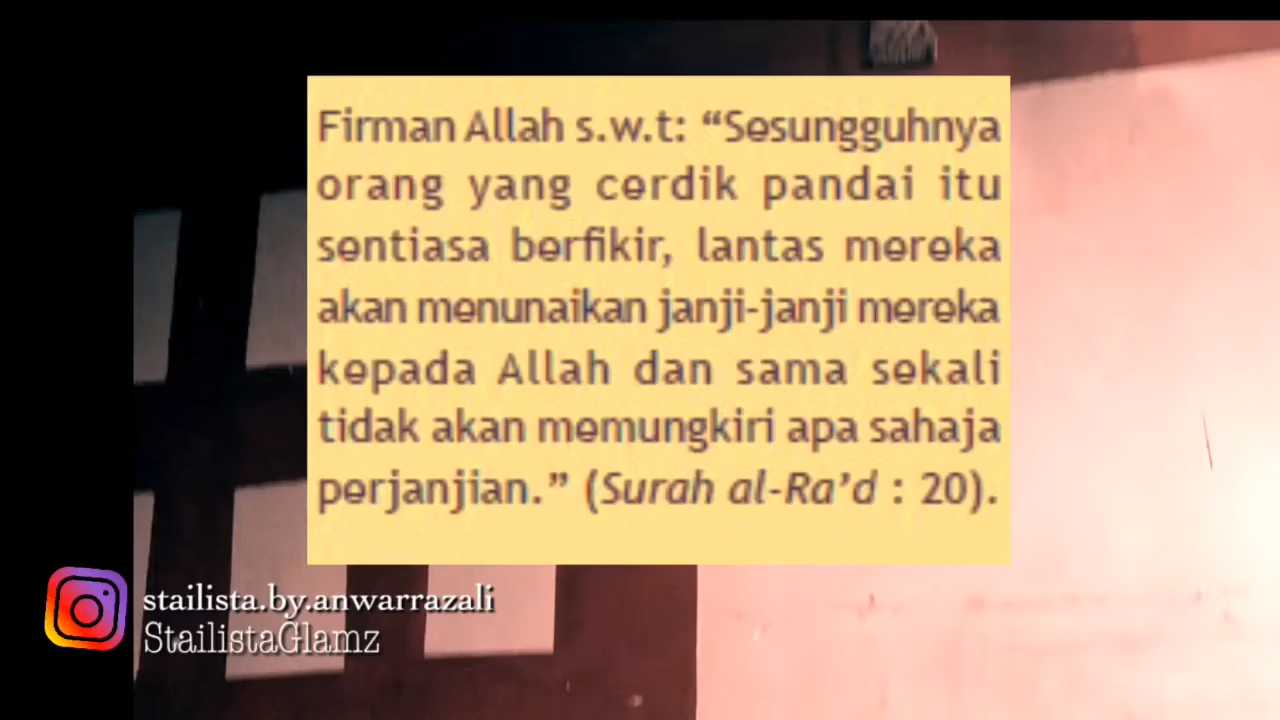 Firman Allah s.w.t: “Sesungguhnya
orang yang cerdik pandai itu
sentiasa berfikir, lantas mereka
akan menunaikan janji-janji mereka
kepada Allah dan sama sekali
tidak akan memungkiri apa sahaja
perjanjian.” (Surah al-Ra’d : 20).
stailista.by.anwarrazali
StailistaGlamz